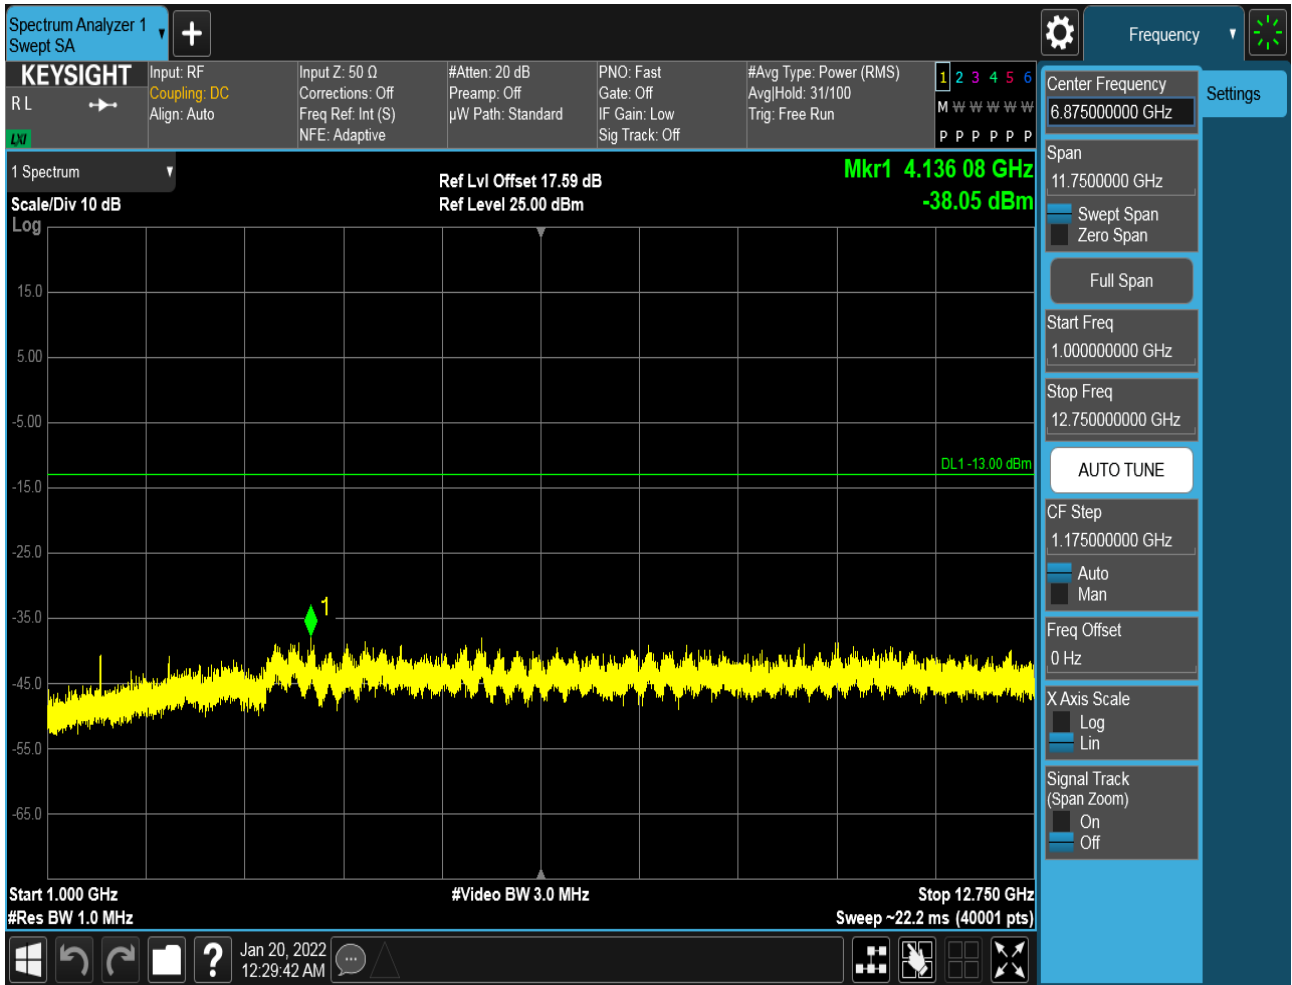 Spectrum Analyzer 1
Swept SA
Frequency
KEYSIGHT
R L
LXI
Input: RF
Coupling: DC
Align: Auto
Input Z: 50 Ω
Corrections: Off
Freq Ref: Int (S)
NFE: Adaptive
#Atten: 20 dB
Preamp: Off
µW Path: Standard
PNO: Fast
Gate: Off
IF Gain: Low
Sig Track: Off
#Avg Type: Power (RMS)
Avg|Hold: 31/100
Trig: Free Run
1 2 3 4 5 6
M W W W W W
P P P P P P
1 Spectrum
Scale/Div 10 dB
Log
Ref Lvl Offset 17.59 dB
Ref Level 25.00 dBm
Mkr1 4.136 08 GHz
-38.05 dBm
15.0
5.00
-5.00
DL1 -13.00 dBm
-15.0
-25.0
-35.0
1
-45.0
-55.0
-65.0
Start 1.000 GHz
#Res BW 1.0 MHz
#Video BW 3.0 MHz
Stop 12.750 GHz
Sweep ~22.2 ms (40001 pts)
?
Jan 20, 2022
12:29:42 AM
Center Frequency
6.875000000 GHz
Settings
Span
11.7500000 GHz
Swept Span
Zero Span
Full Span
Start Freq
1.000000000 GHz
Stop Freq
12.750000000 GHz
AUTO TUNE
CF Step
1.175000000 GHz
Auto
Man
Freq Offset
0 Hz
X Axis Scale
Log
Lin
Signal Track
(Span Zoom)
On
Off